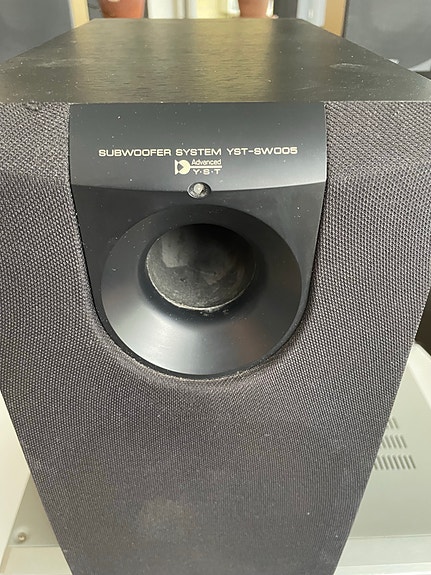 SUBWOOFER SYSTEM YST-SW005
Advanced
Y·S·T